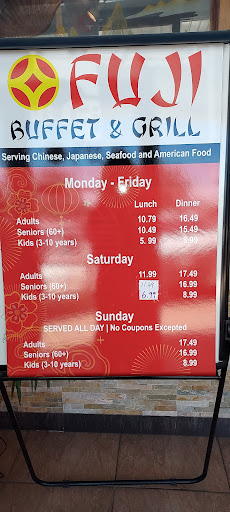 FUJI
BUFFET & GRILL
Serving Chinese, Japanese, Seafood and American Food
Monday - Friday
Lunch Dinner
Adults 10.79 16.49
Seniors (60+) 10.49 15.49
Kids (3-10 years) 5.99 8.99
Saturday
Adults 11.99 17.49
Seniors (60+) 16.99
Kids (3-10 years) 6.99 8.99
Sunday
SERVED ALL DAY | No Coupons Excepted
Adults 17.49
Seniors (60+) 16.99
Kids (3-10 years) 8.99